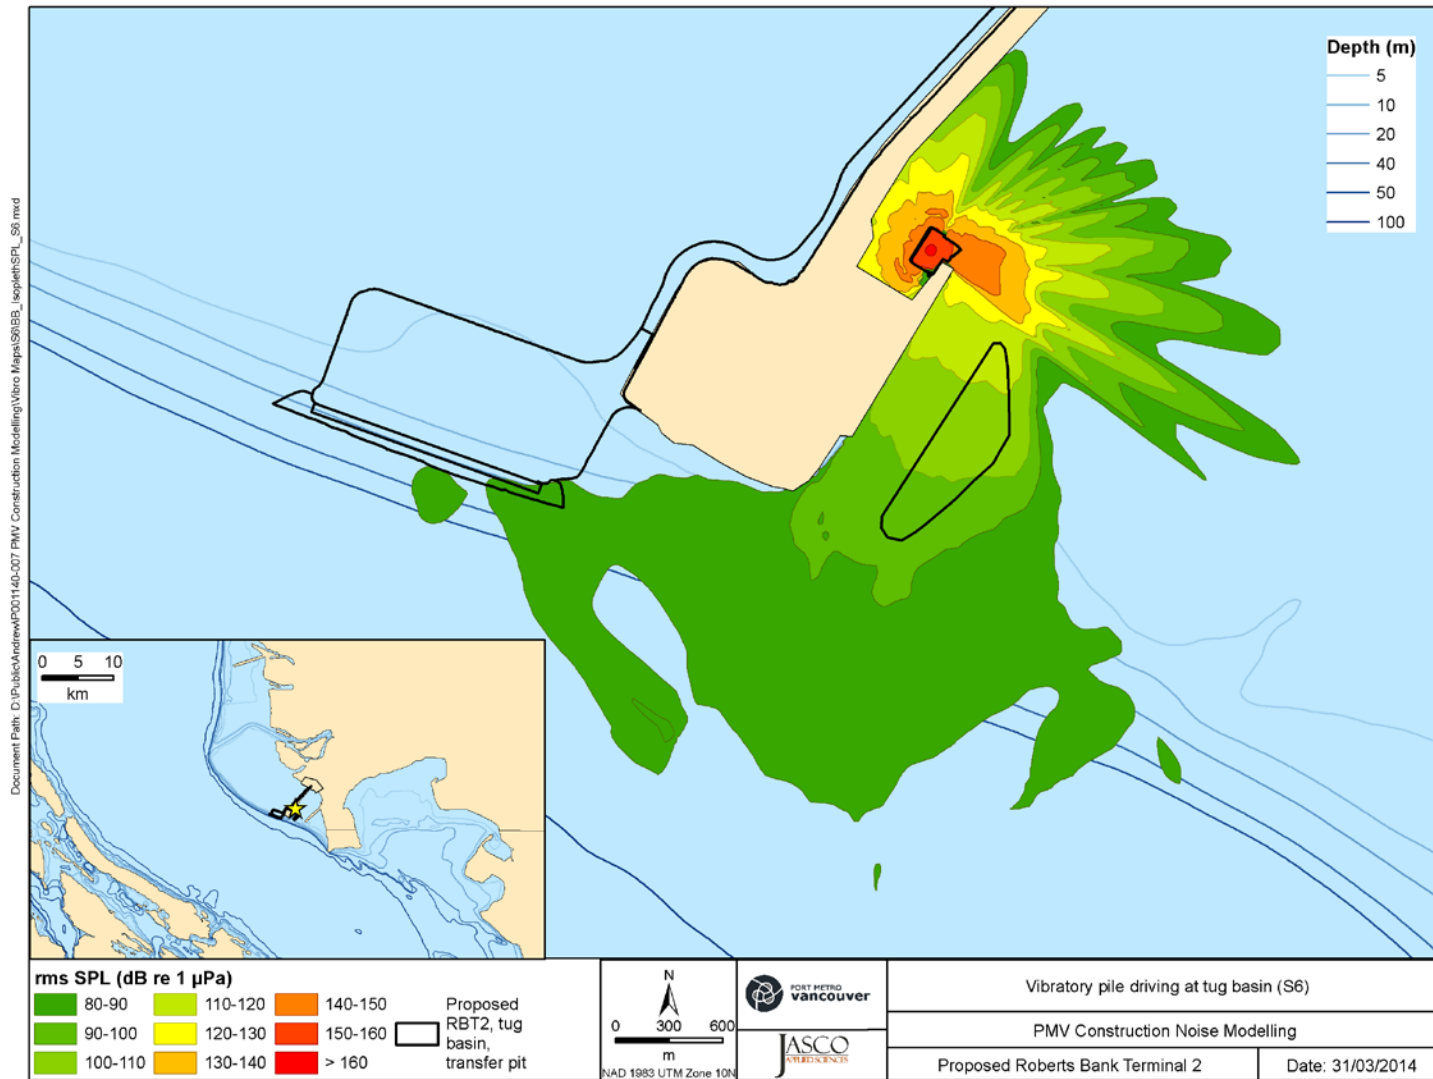 Depth (m)
5
10
20
40
50
100
Document Path: D:\Public\Andrew\P001140-007 PMV Construction Modelling\Vibro Maps\S6\BB_IsoplethSPL_S6.mxd
0 5 10
km
rms SPL (dB re 1 µPa)
80-90
90-100
100-110
110-120
120-130
130-140
140-150
150-160
> 160
Proposed
RBT2, tug
basin,
transfer pit
N
0 300 600
m
NAD 1983 UTM Zone 10N
PORT METRO
vancouver
JASCO
APPLIED SCIENCES
Vibratory pile driving at tug basin (S6)
PMV Construction Noise Modelling
Proposed Roberts Bank Terminal 2
Date: 31/03/2014